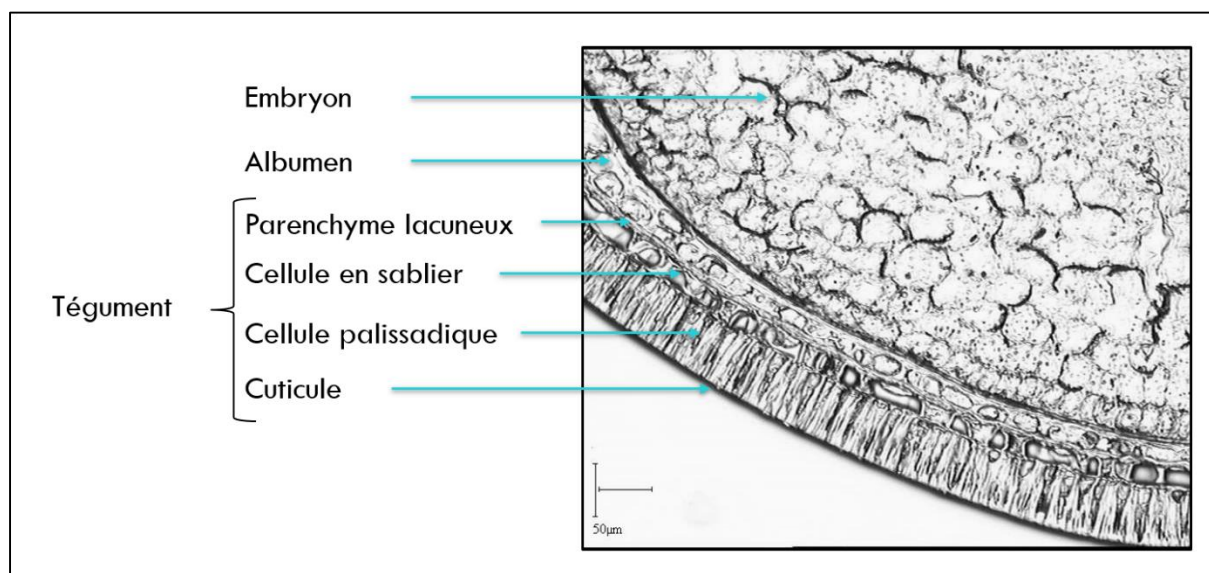 Embryon
Albumen
Parenchyme lacuneux
Cellule en sablier
Tégument
Cellule palissadique
Cuticule
50µm